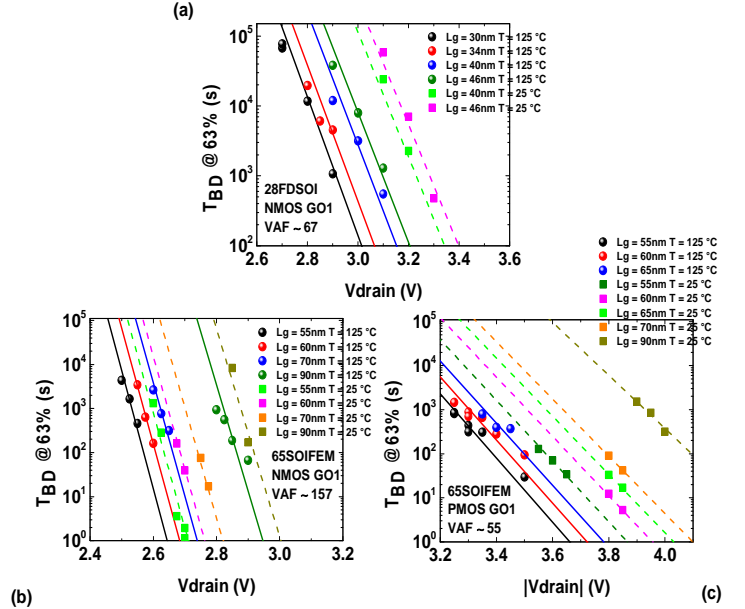 (a)
10^5
10^4
10^3
10^2
T_BD @ 63% (s)
Lg = 30nm T = 125 °C
Lg = 34nm T = 125 °C
Lg = 40nm T = 125 °C
Lg = 46nm T = 125 °C
Lg = 40nm T = 25 °C
Lg = 46nm T = 25 °C
28FDSOI
NMOS GO1
VAF ~ 67
2.6 2.8 3.0 3.2 3.4 3.6
Vdrain (V)
10^5
10^4
10^3
10^2
10^1
10^0
T_BD @ 63% (s)
Lg = 55nm T = 125 °C
Lg = 60nm T = 125 °C
Lg = 70nm T = 125 °C
Lg = 90nm T = 125 °C
Lg = 55nm T = 25 °C
Lg = 60nm T = 25 °C
Lg = 70nm T = 25 °C
Lg = 90nm T = 25 °C
65SOIFEM
NMOS GO1
VAF ~ 157
2.4 2.6 2.8 3.0 3.2
Vdrain (V)
(b)
Lg = 55nm T = 125 °C
Lg = 60nm T = 125 °C
Lg = 65nm T = 125 °C
Lg = 55nm T = 25 °C
Lg = 60nm T = 25 °C
Lg = 65nm T = 25 °C
Lg = 70nm T = 25 °C
Lg = 90nm T = 25 °C
10^5
10^4
10^3
10^2
10^1
10^0
T_BD @ 63% (s)
65SOIFEM
PMOS GO1
VAF ~ 55
3.2 3.4 3.6 3.8 4.0
|Vdrain| (V)
(c)